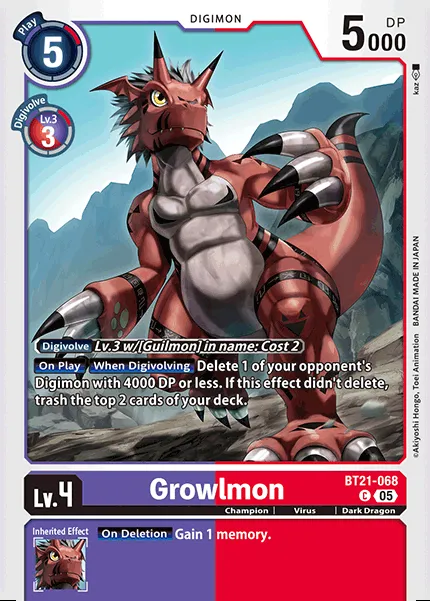 DIGIMON
Play
5
DP
5000
Digivolve
Lv.3
3
kaz
©Akiyoshi Hongo, Toei Animation BANDAI MADE IN JAPAN
Digivolve Lv.3 w/[Guilmon] in name: Cost 2
On Play When Digivolving Delete 1 of your opponent's
Digimon with 4000 DP or less. If this effect didn't delete,
trash the top 2 cards of your deck.
Lv.4
Growlmon
BT21-068
C 05
Champion | Virus | Dark Dragon
Inherited Effect
On Deletion Gain 1 memory.